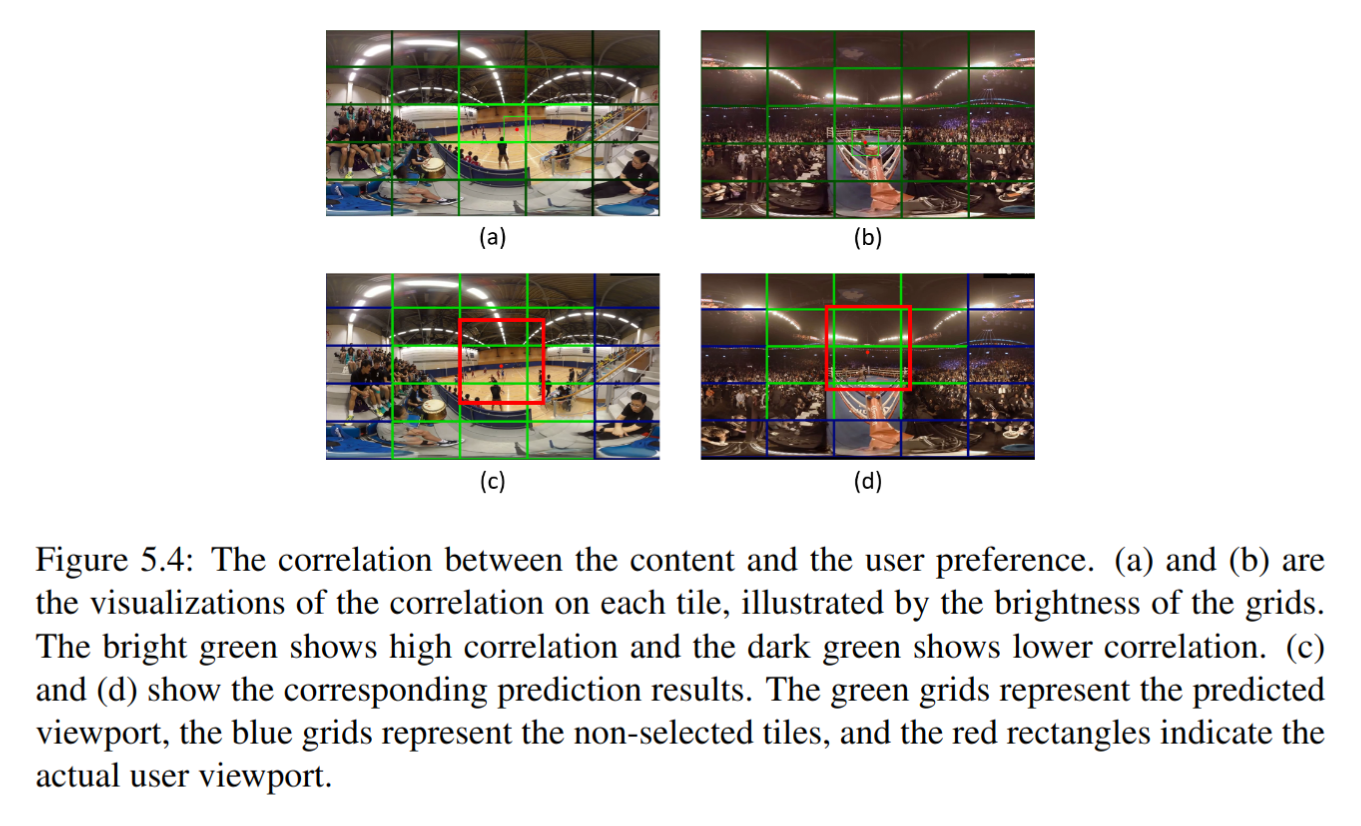 (a)
(b)
(c)
(d)
Figure 5.4: The correlation between the content and the user preference. (a) and (b) are
the visualizations of the correlation on each tile, illustrated by the brightness of the grids.
The bright green shows high correlation and the dark green shows lower correlation. (c)
and (d) show the corresponding prediction results. The green grids represent the predicted
viewport, the blue grids represent the non-selected tiles, and the red rectangles indicate the
actual user viewport.